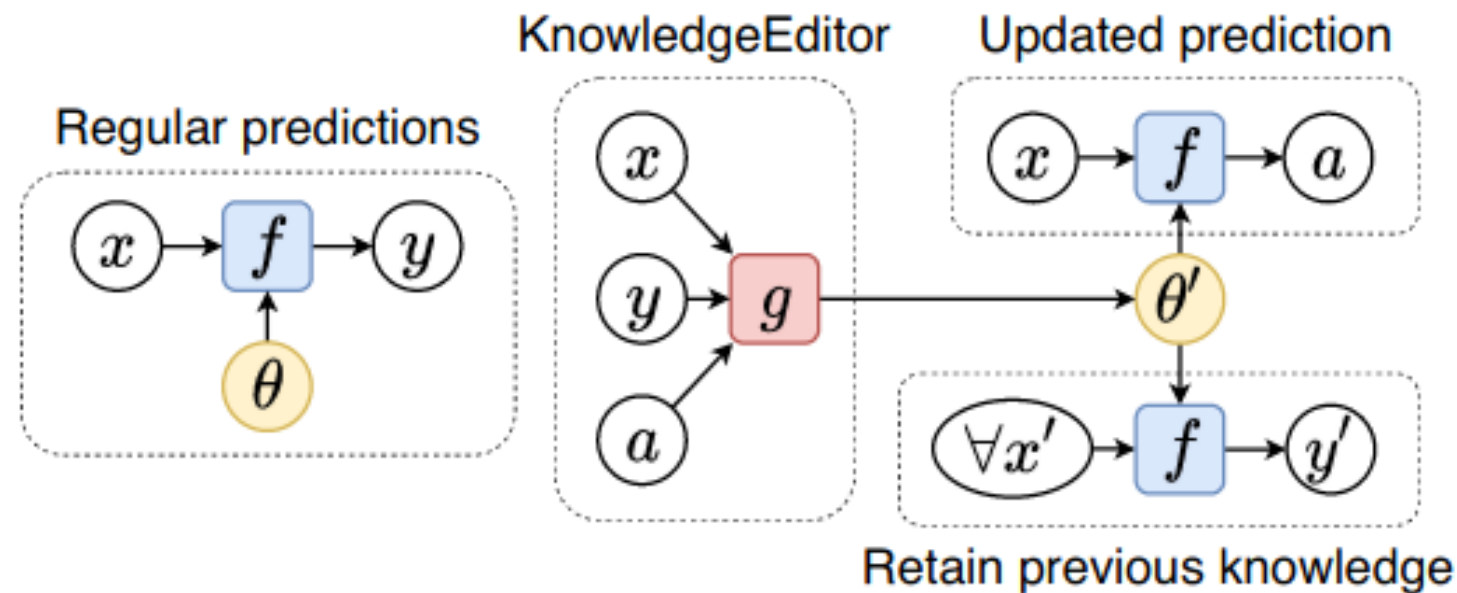 Regular predictions
x f y
θ
KnowledgeEditor
x
y g
a
Updated prediction
x f a
θ′
∀x′ f y′
Retain previous knowledge